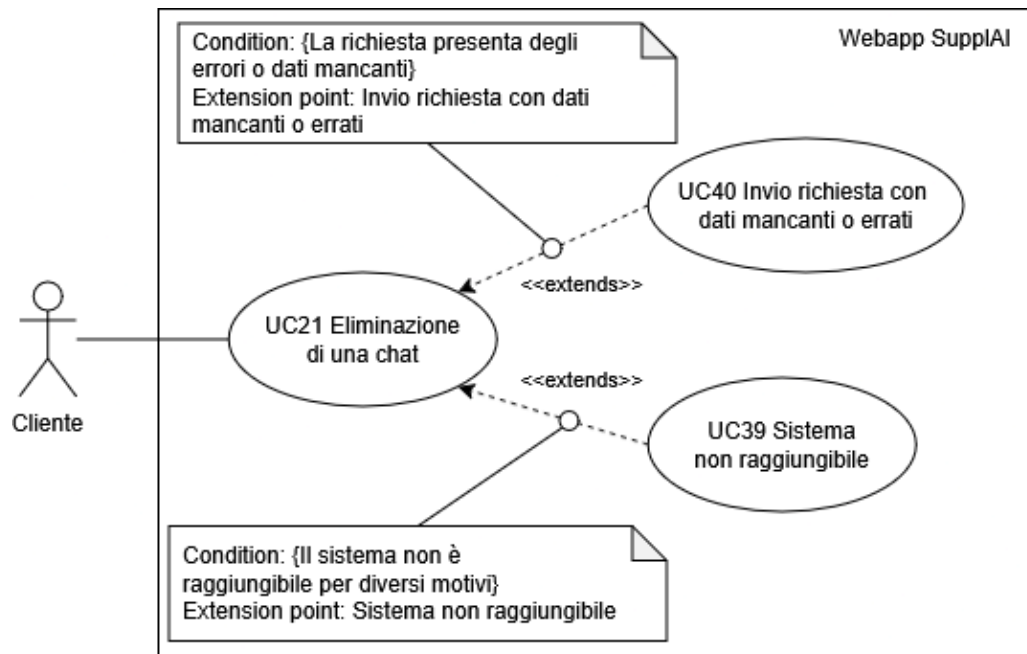 Condition: {La richiesta presenta degli
errori o dati mancanti}
Extension point: Invio richiesta con dati
mancanti o errati
Webapp SupplAI
UC40 Invio richiesta con
dati mancanti o errati
<<extends>>
UC21 Eliminazione
di una chat
Cliente
<<extends>>
UC39 Sistema
non raggiungibile
Condition: {Il sistema non è
raggiungibile per diversi motivi}
Extension point: Sistema non raggiungibile